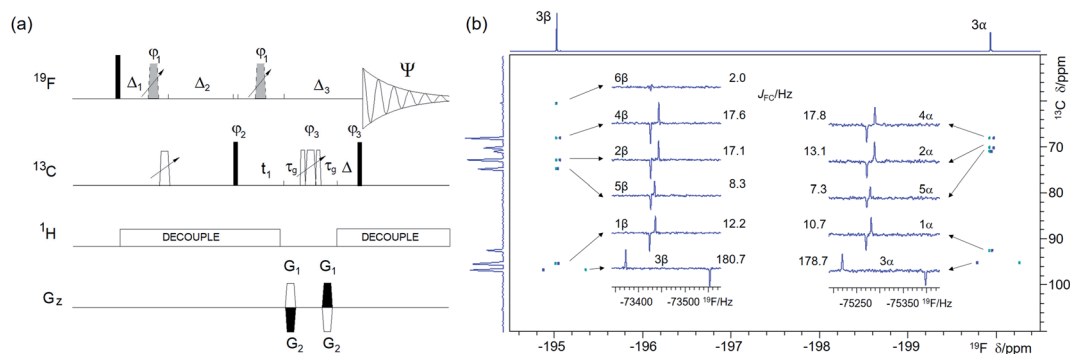 (a)
φ1 φ1 Ψ
19F Δ1 Δ2 Δ3
φ2 φ3 φ3
13C t1 τg τg Δ
1H DECOUPLE DECOUPLE
G1 G1
Gz
G2 G2
(b)
3β 3α
6β 2.0
JFC/Hz
4β 17.6 17.8 4α
2β 17.1 13.1 2α
5β 8.3 7.3 5α
1β 12.2 10.7 1α
3β 180.7 178.7 3α
-73400 -73500 19F/Hz
-75250 -75350 19F/Hz
13C δ/ppm
70
80
90
100
-195 -196 -197 -198 -199 19F δ/ppm